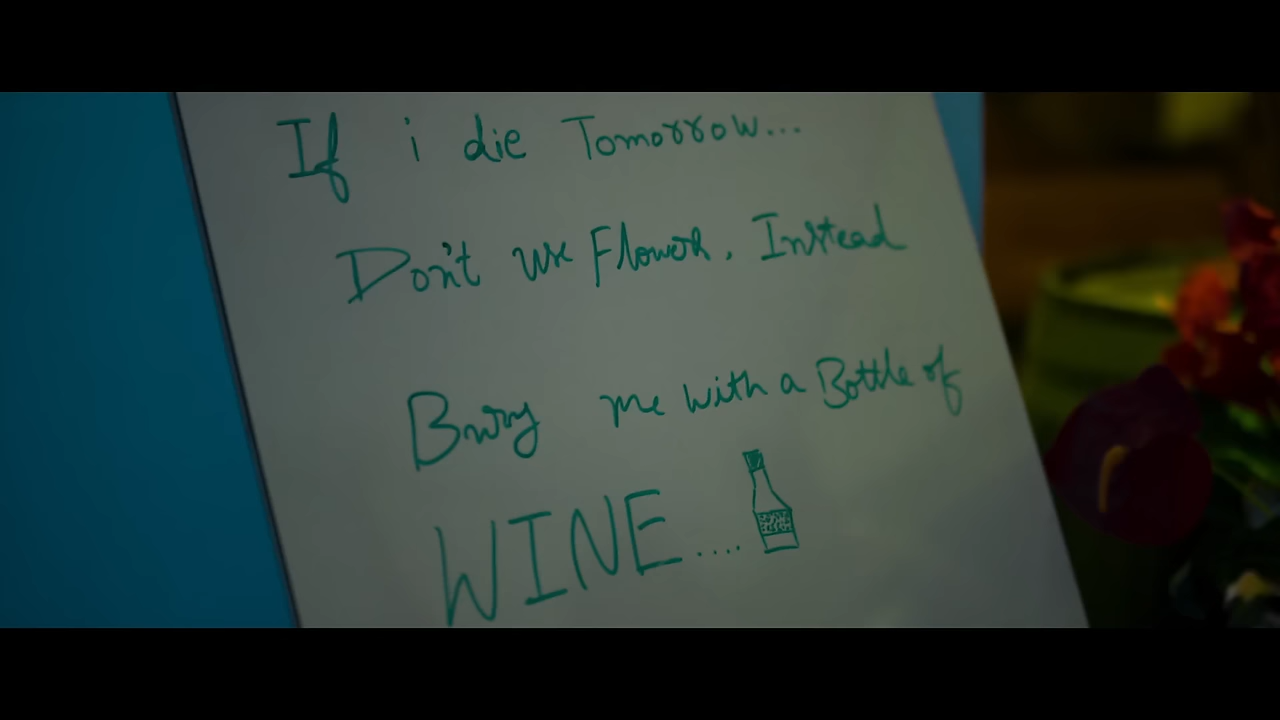 If i die Tomorrow...
Don't use Flowers, Instead
Bury me with a Bottle of
WINE....